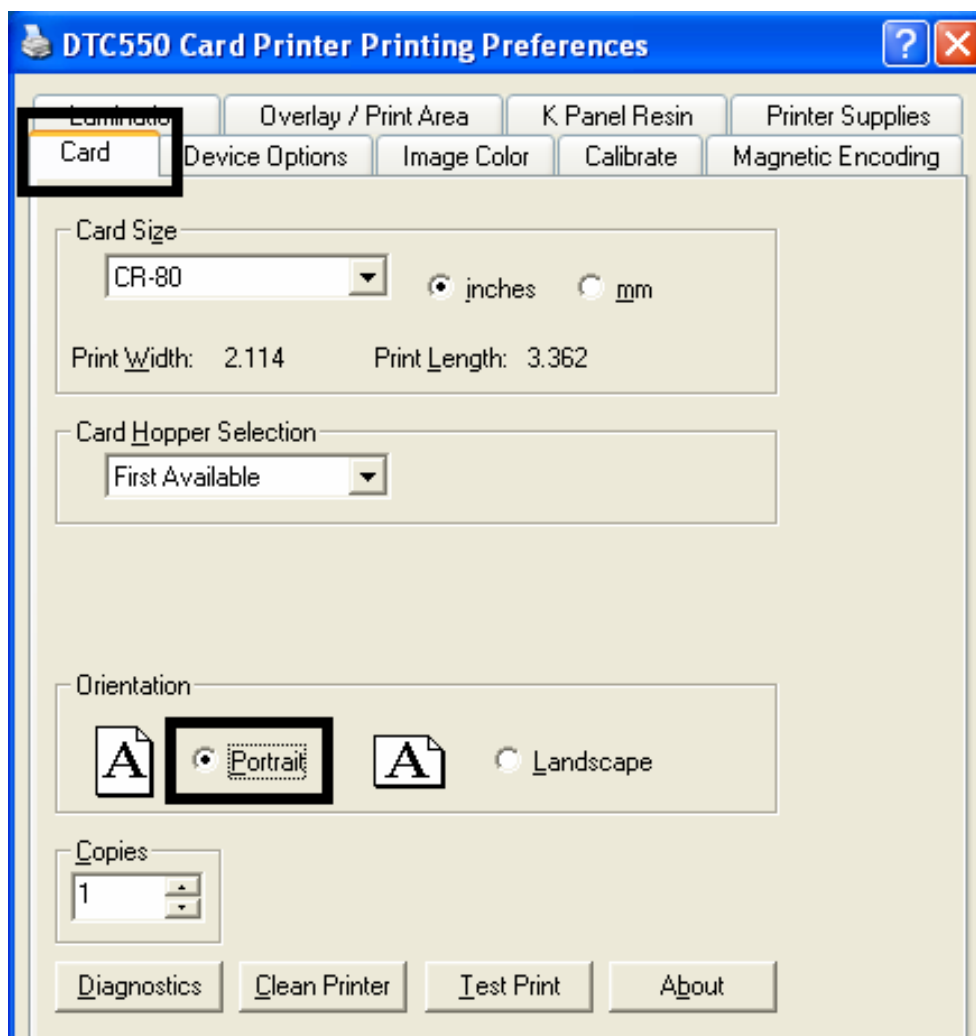 DTC550 Card Printer Printing Preferences
Lamination Overlay / Print Area K Panel Resin Printer Supplies
Card Device Options Image Color Calibrate Magnetic Encoding
Card Size
CR-80 inches mm
Print Width: 2.114 Print Length: 3.362
Card Hopper Selection
First Available
Orientation
A Portrait A Landscape
Copies
1
Diagnostics Clean Printer Test Print About